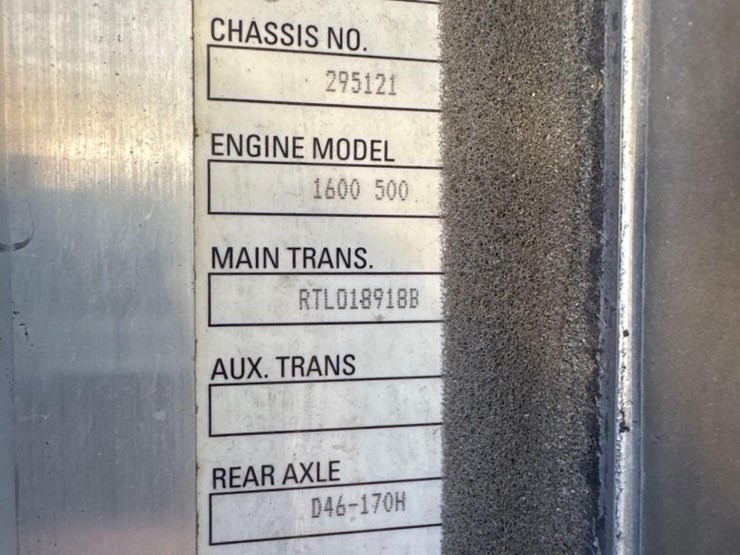 CHASSIS NO.
295121
ENGINE MODEL
1600 500
MAIN TRANS.
RTLO18918B
AUX. TRANS
REAR AXLE
D46-170H